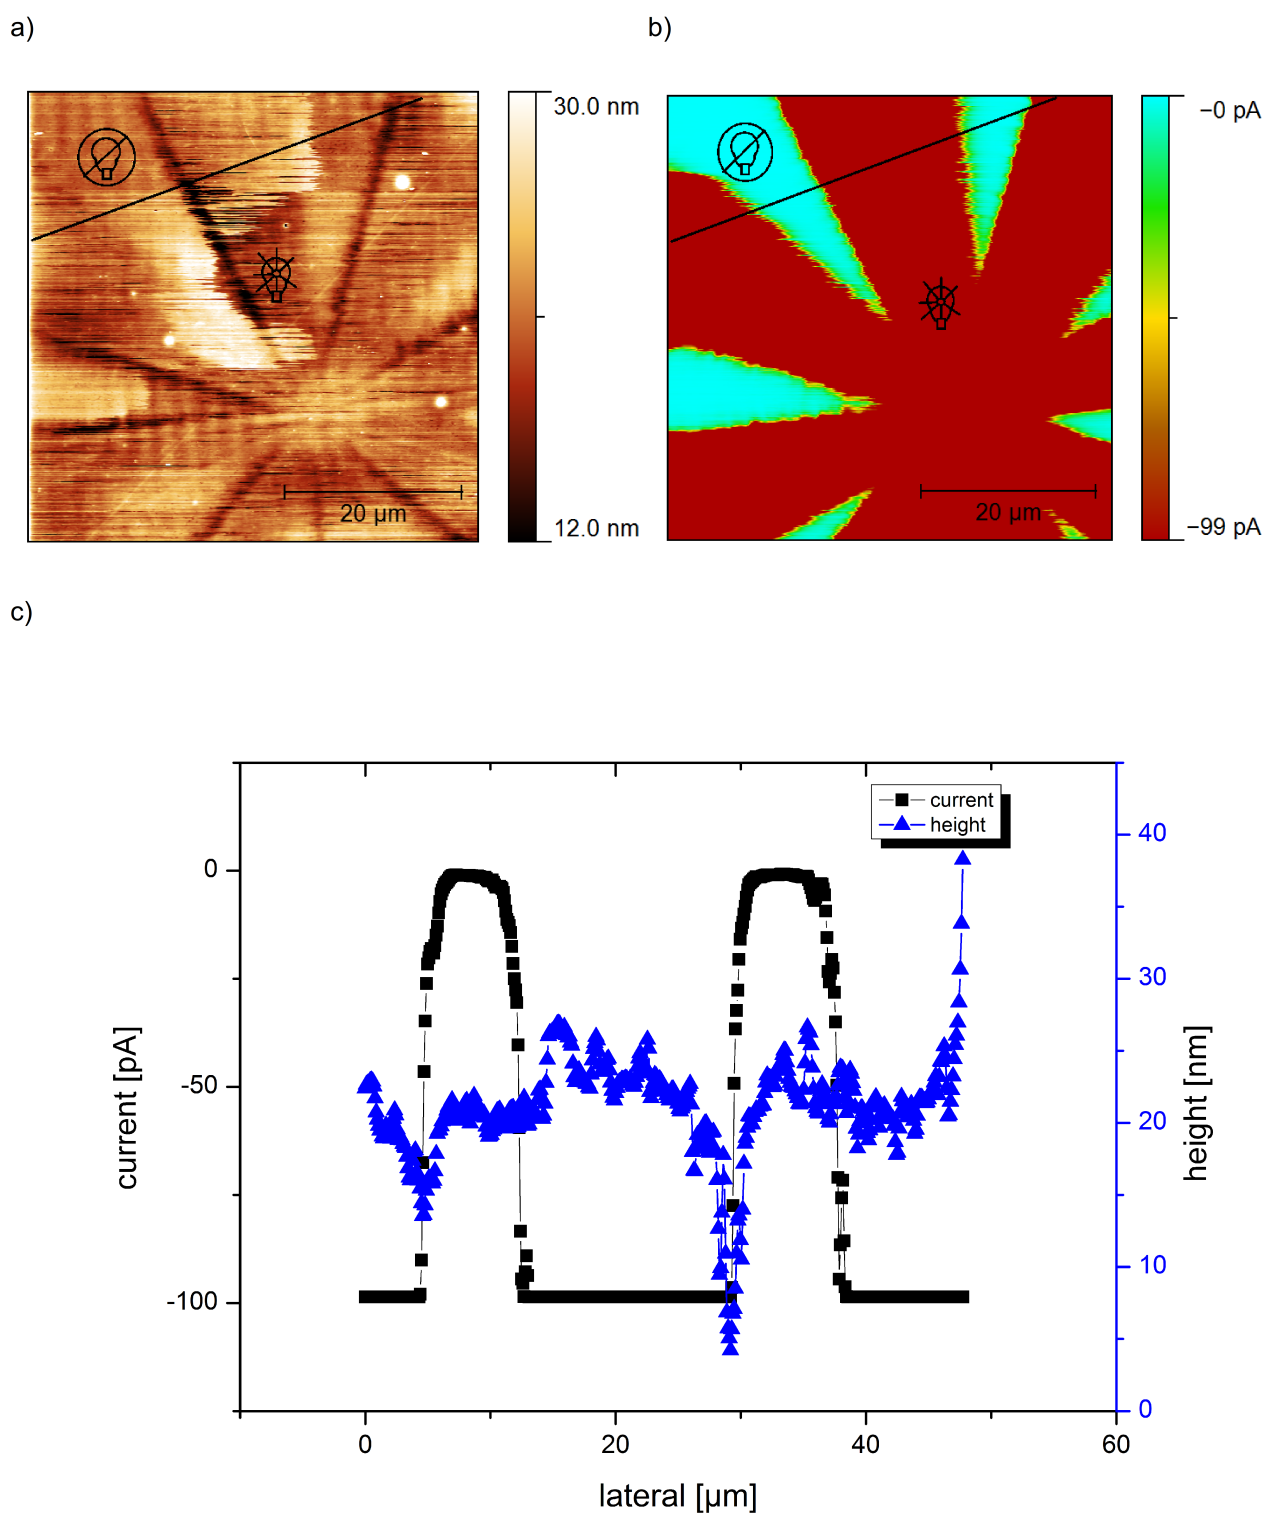 a)
b)
30.0 nm
12.0 nm
20 µm
−0 pA
−99 pA
20 µm
c)
current
height
0
-50
-100
current [pA]
40
30
20
10
0
height [nm]
0
20
40
60
lateral [µm]